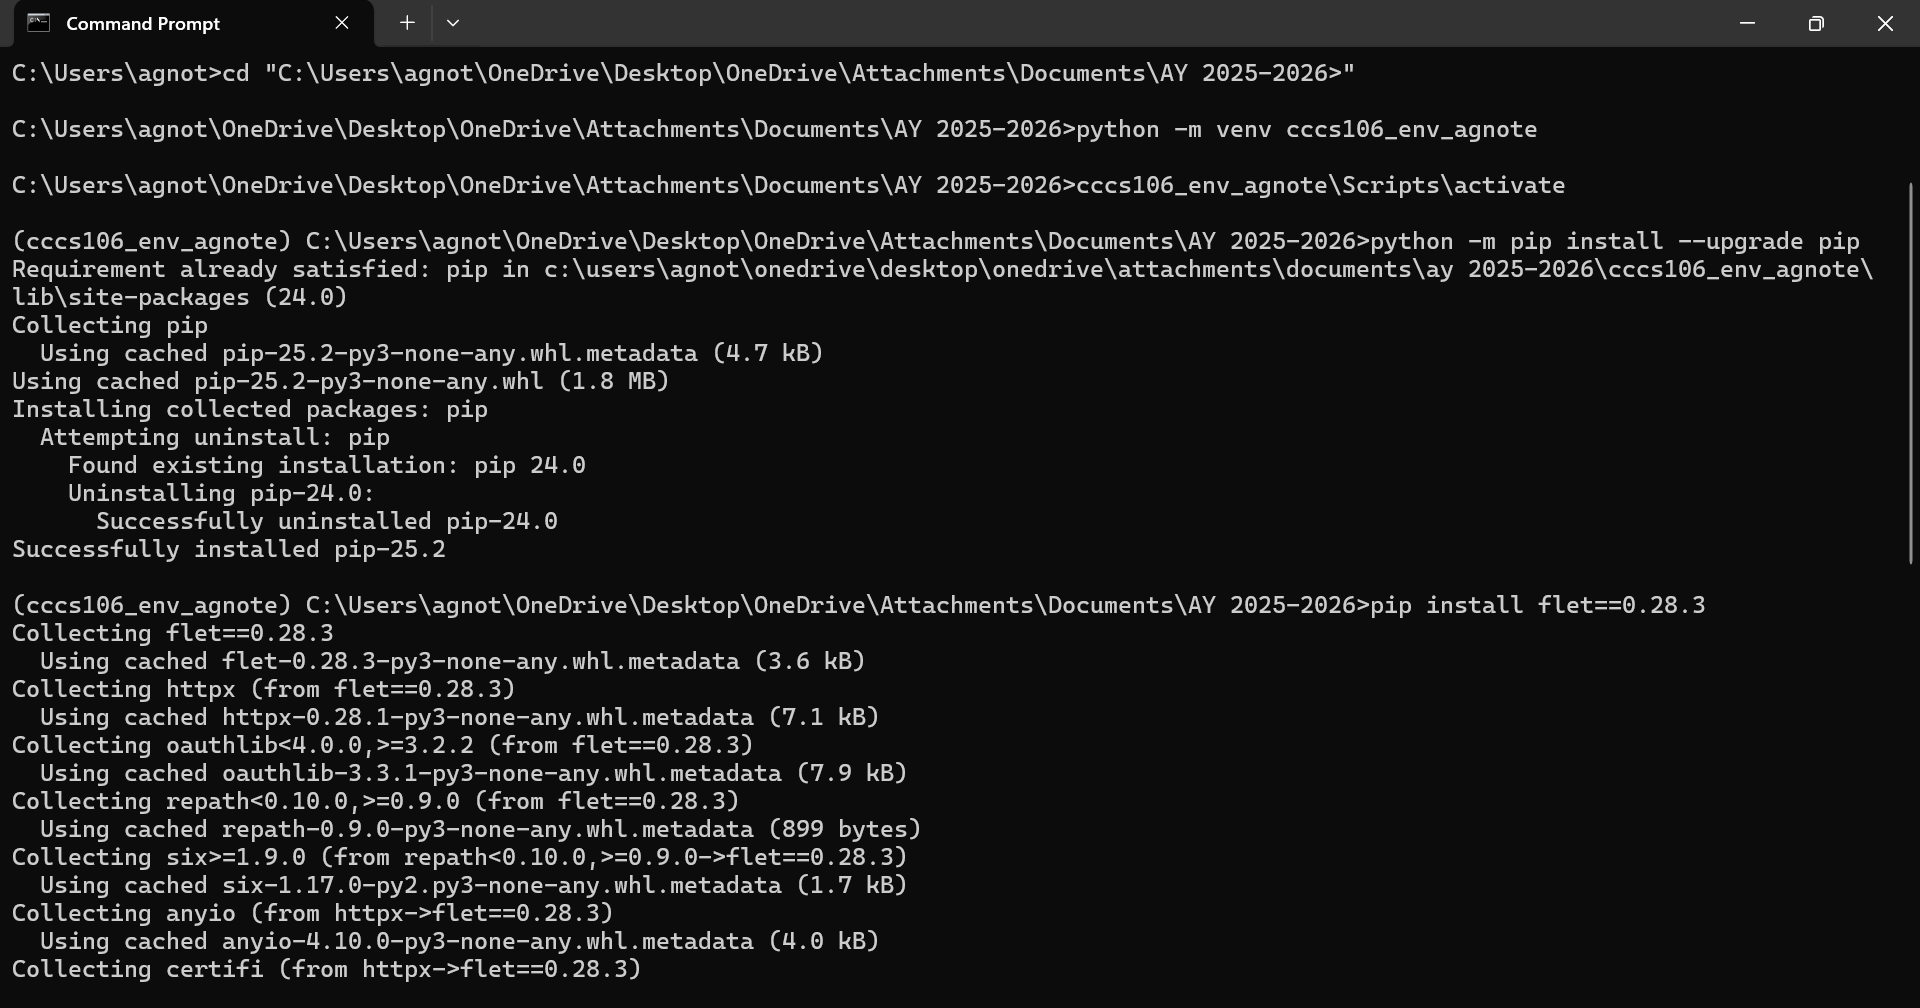 Command Prompt
C:\Users\agnot>cd "C:\Users\agnot\OneDrive\Desktop\OneDrive\Attachments\Documents\AY 2025-2026>"
C:\Users\agnot\OneDrive\Desktop\OneDrive\Attachments\Documents\AY 2025-2026>python -m venv cccs106_env_agnote
C:\Users\agnot\OneDrive\Desktop\OneDrive\Attachments\Documents\AY 2025-2026>cccs106_env_agnote\Scripts\activate
(cccs106_env_agnote) C:\Users\agnot\OneDrive\Desktop\OneDrive\Attachments\Documents\AY 2025-2026>python -m pip install --upgrade pip
Requirement already satisfied: pip in c:\users\agnot\onedrive\desktop\onedrive\attachments\documents\ay 2025-2026\cccs106_env_agnote\
lib\site-packages (24.0)
Collecting pip
  Using cached pip-25.2-py3-none-any.whl.metadata (4.7 kB)
Using cached pip-25.2-py3-none-any.whl (1.8 MB)
Installing collected packages: pip
  Attempting uninstall: pip
    Found existing installation: pip 24.0
    Uninstalling pip-24.0:
      Successfully uninstalled pip-24.0
Successfully installed pip-25.2
(cccs106_env_agnote) C:\Users\agnot\OneDrive\Desktop\OneDrive\Attachments\Documents\AY 2025-2026>pip install flet==0.28.3
Collecting flet==0.28.3
  Using cached flet-0.28.3-py3-none-any.whl.metadata (3.6 kB)
Collecting httpx (from flet==0.28.3)
  Using cached httpx-0.28.1-py3-none-any.whl.metadata (7.1 kB)
Collecting oauthlib<4.0.0,>=3.2.2 (from flet==0.28.3)
  Using cached oauthlib-3.3.1-py3-none-any.whl.metadata (7.9 kB)
Collecting repath<0.10.0,>=0.9.0 (from flet==0.28.3)
  Using cached repath-0.9.0-py3-none-any.whl.metadata (899 bytes)
Collecting six>=1.9.0 (from repath<0.10.0,>=0.9.0->flet==0.28.3)
  Using cached six-1.17.0-py2.py3-none-any.whl.metadata (1.7 kB)
Collecting anyio (from httpx->flet==0.28.3)
  Using cached anyio-4.10.0-py3-none-any.whl.metadata (4.0 kB)
Collecting certifi (from httpx->flet==0.28.3)